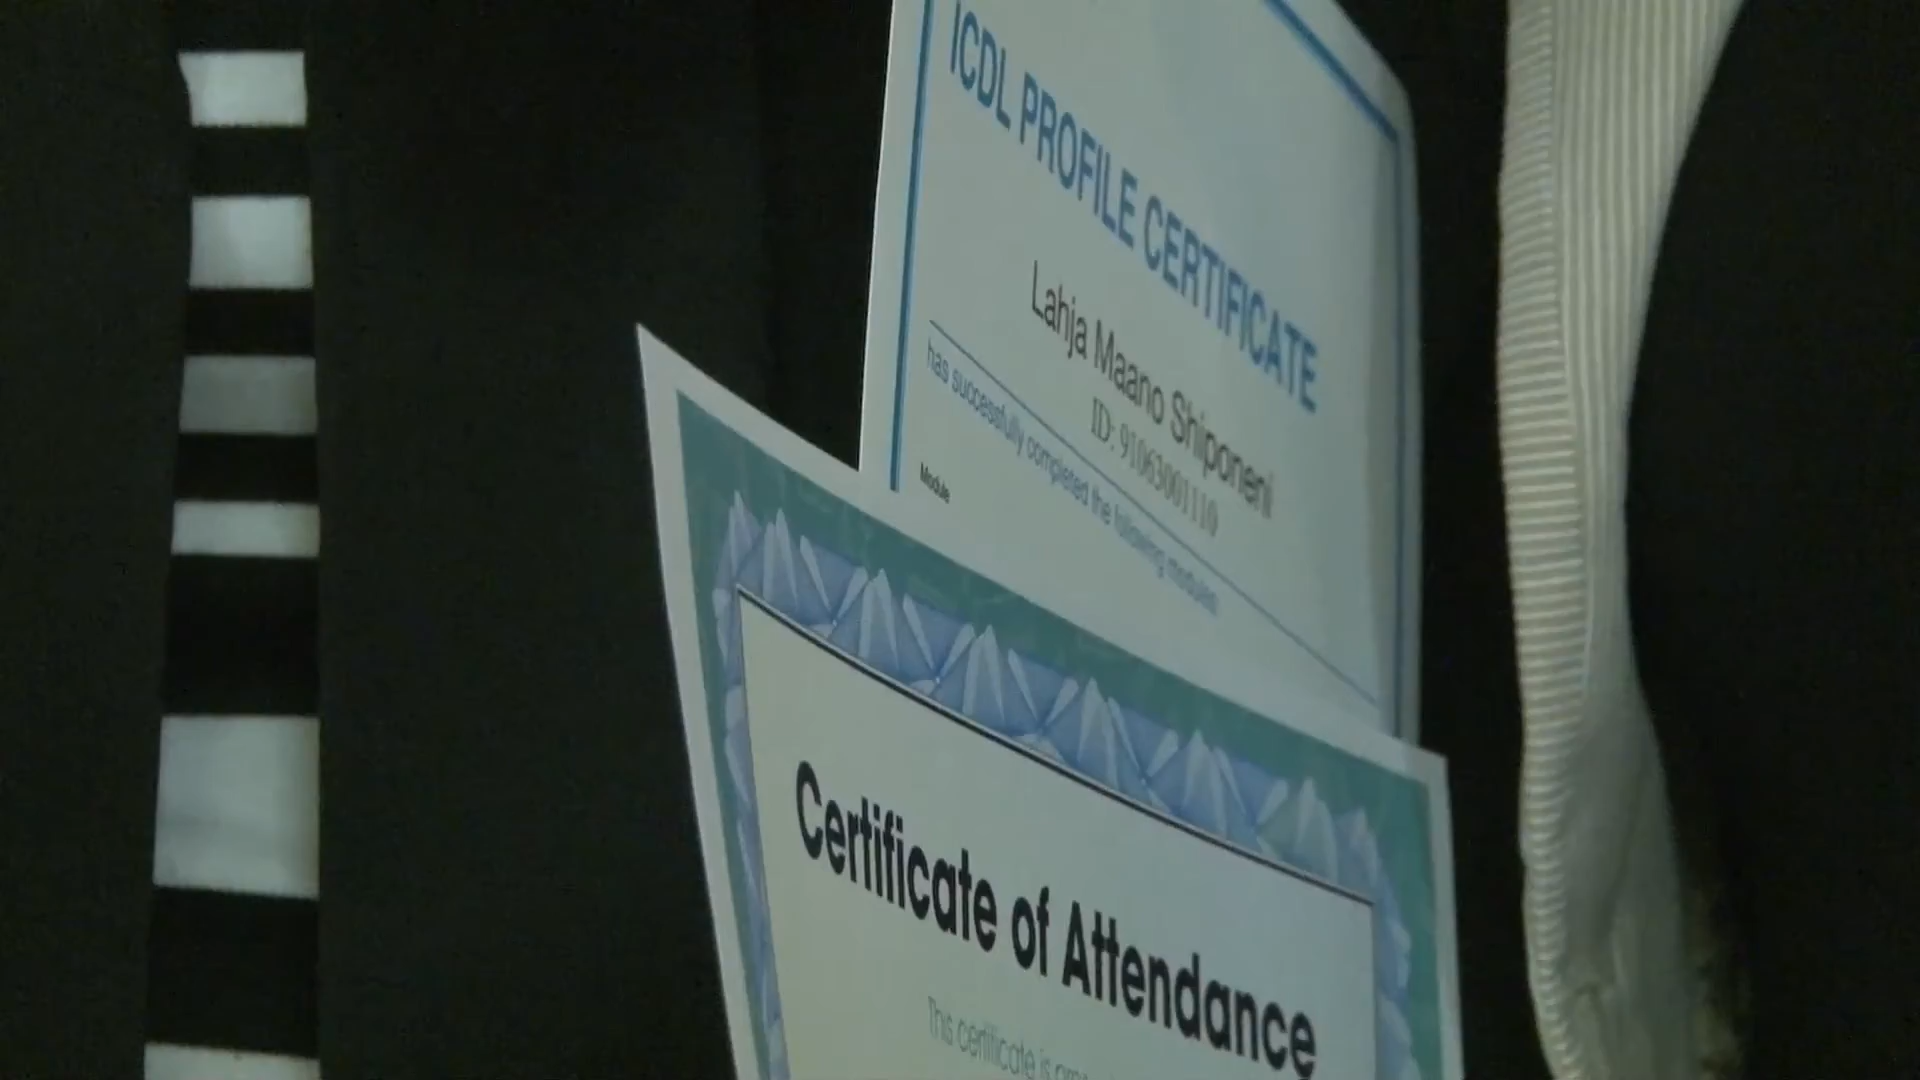 ICDL PROFILE CERTIFICATE
Lahja Maano Shiponeni
ID: 91063001110
has successfully completed the following modules:
Module
Certificate of Attendance
This certificate is